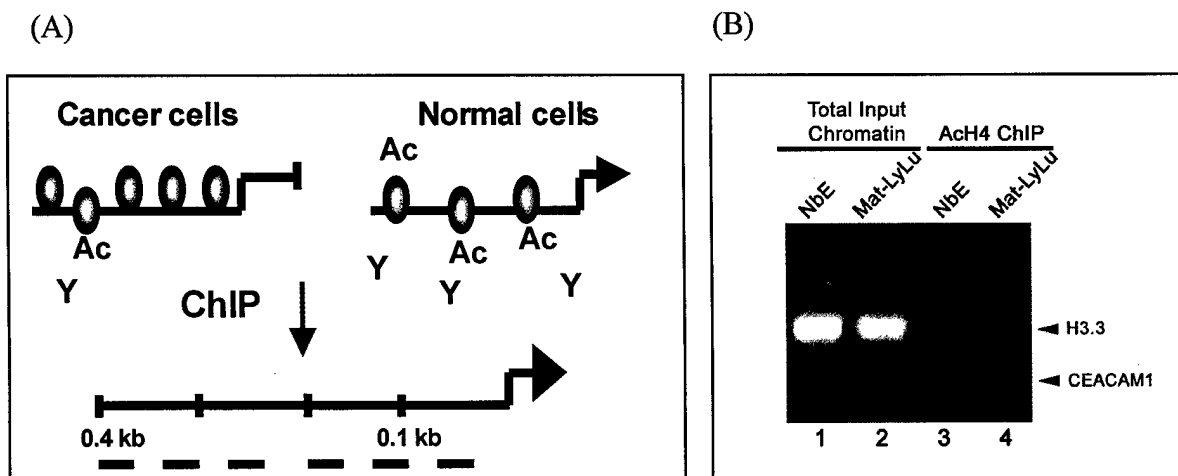 (A)
Cancer cells
Normal cells
Ac
Ac
Ac
Ac
Y
Y
Y
Y
ChIP
0.4 kb
0.1 kb
(B)
Total Input
Chromatin
AcH4 ChIP
NbE
Mat-LyLu
NbE
Mat-LyLu
H3.3
CEACAM1
1
2
3
4